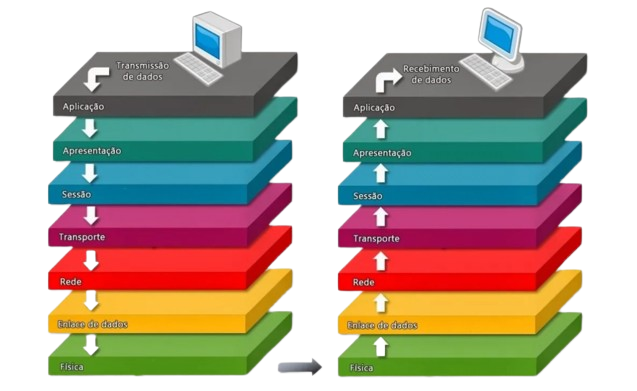 Transmissão
de dados
Aplicação
Apresentação
Sessão
Transporte
Rede
Enlace de dados
Física
Recebimento
de dados
Aplicação
Apresentação
Sessão
Transporte
Rede
Enlace de dados
Física